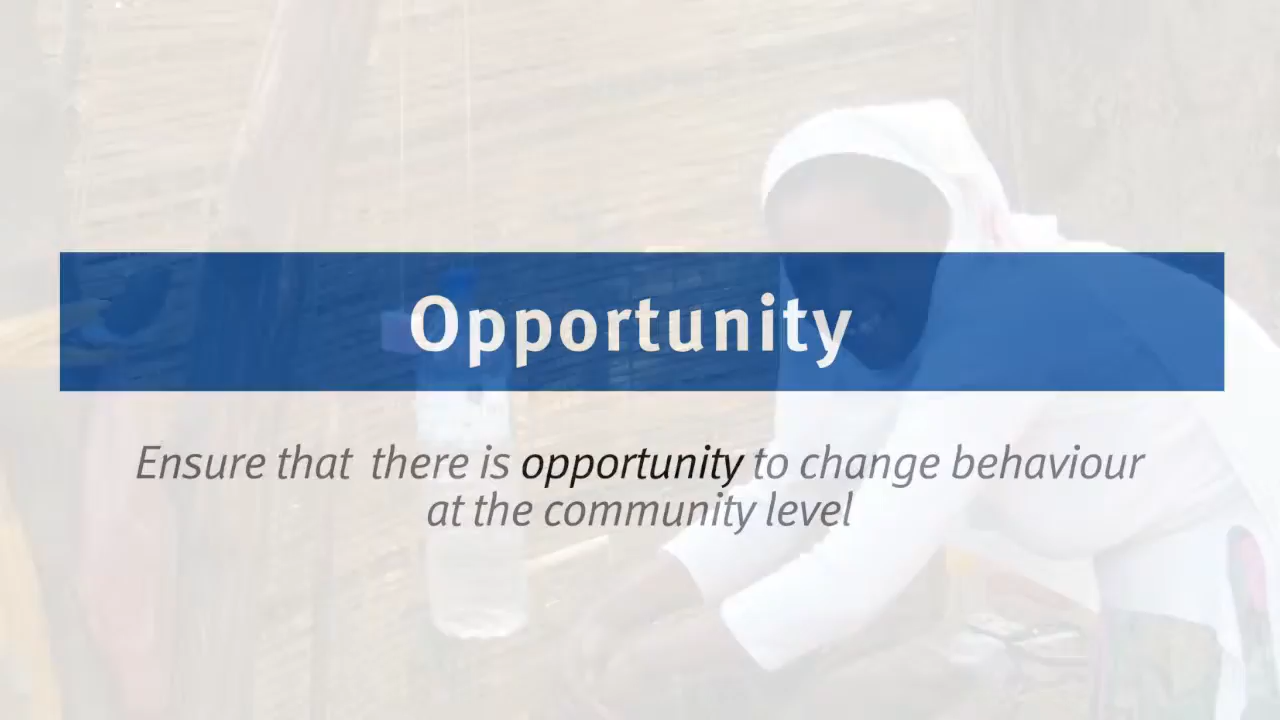 Opportunity
Ensure that there is opportunity to change behaviour
at the community level